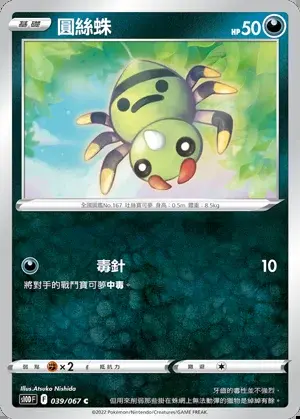 基礎 圓絲蛛 HP50
全國圖鑑No.167 吐絲寶可夢 身高：0.5m 體重：8.5kg
毒針 10
將對手的戰鬥寶可夢中毒。
弱點 ×2 抵抗力 撤退
Illus.Atsuko Nishida
S10D F 039/067 C
牙齒的毒性並不強烈。
但用來削弱那些掛在蛛網上無法動彈的獵物是綽綽有餘。
©2022 Pokémon/Nintendo/Creatures/GAME FREAK.